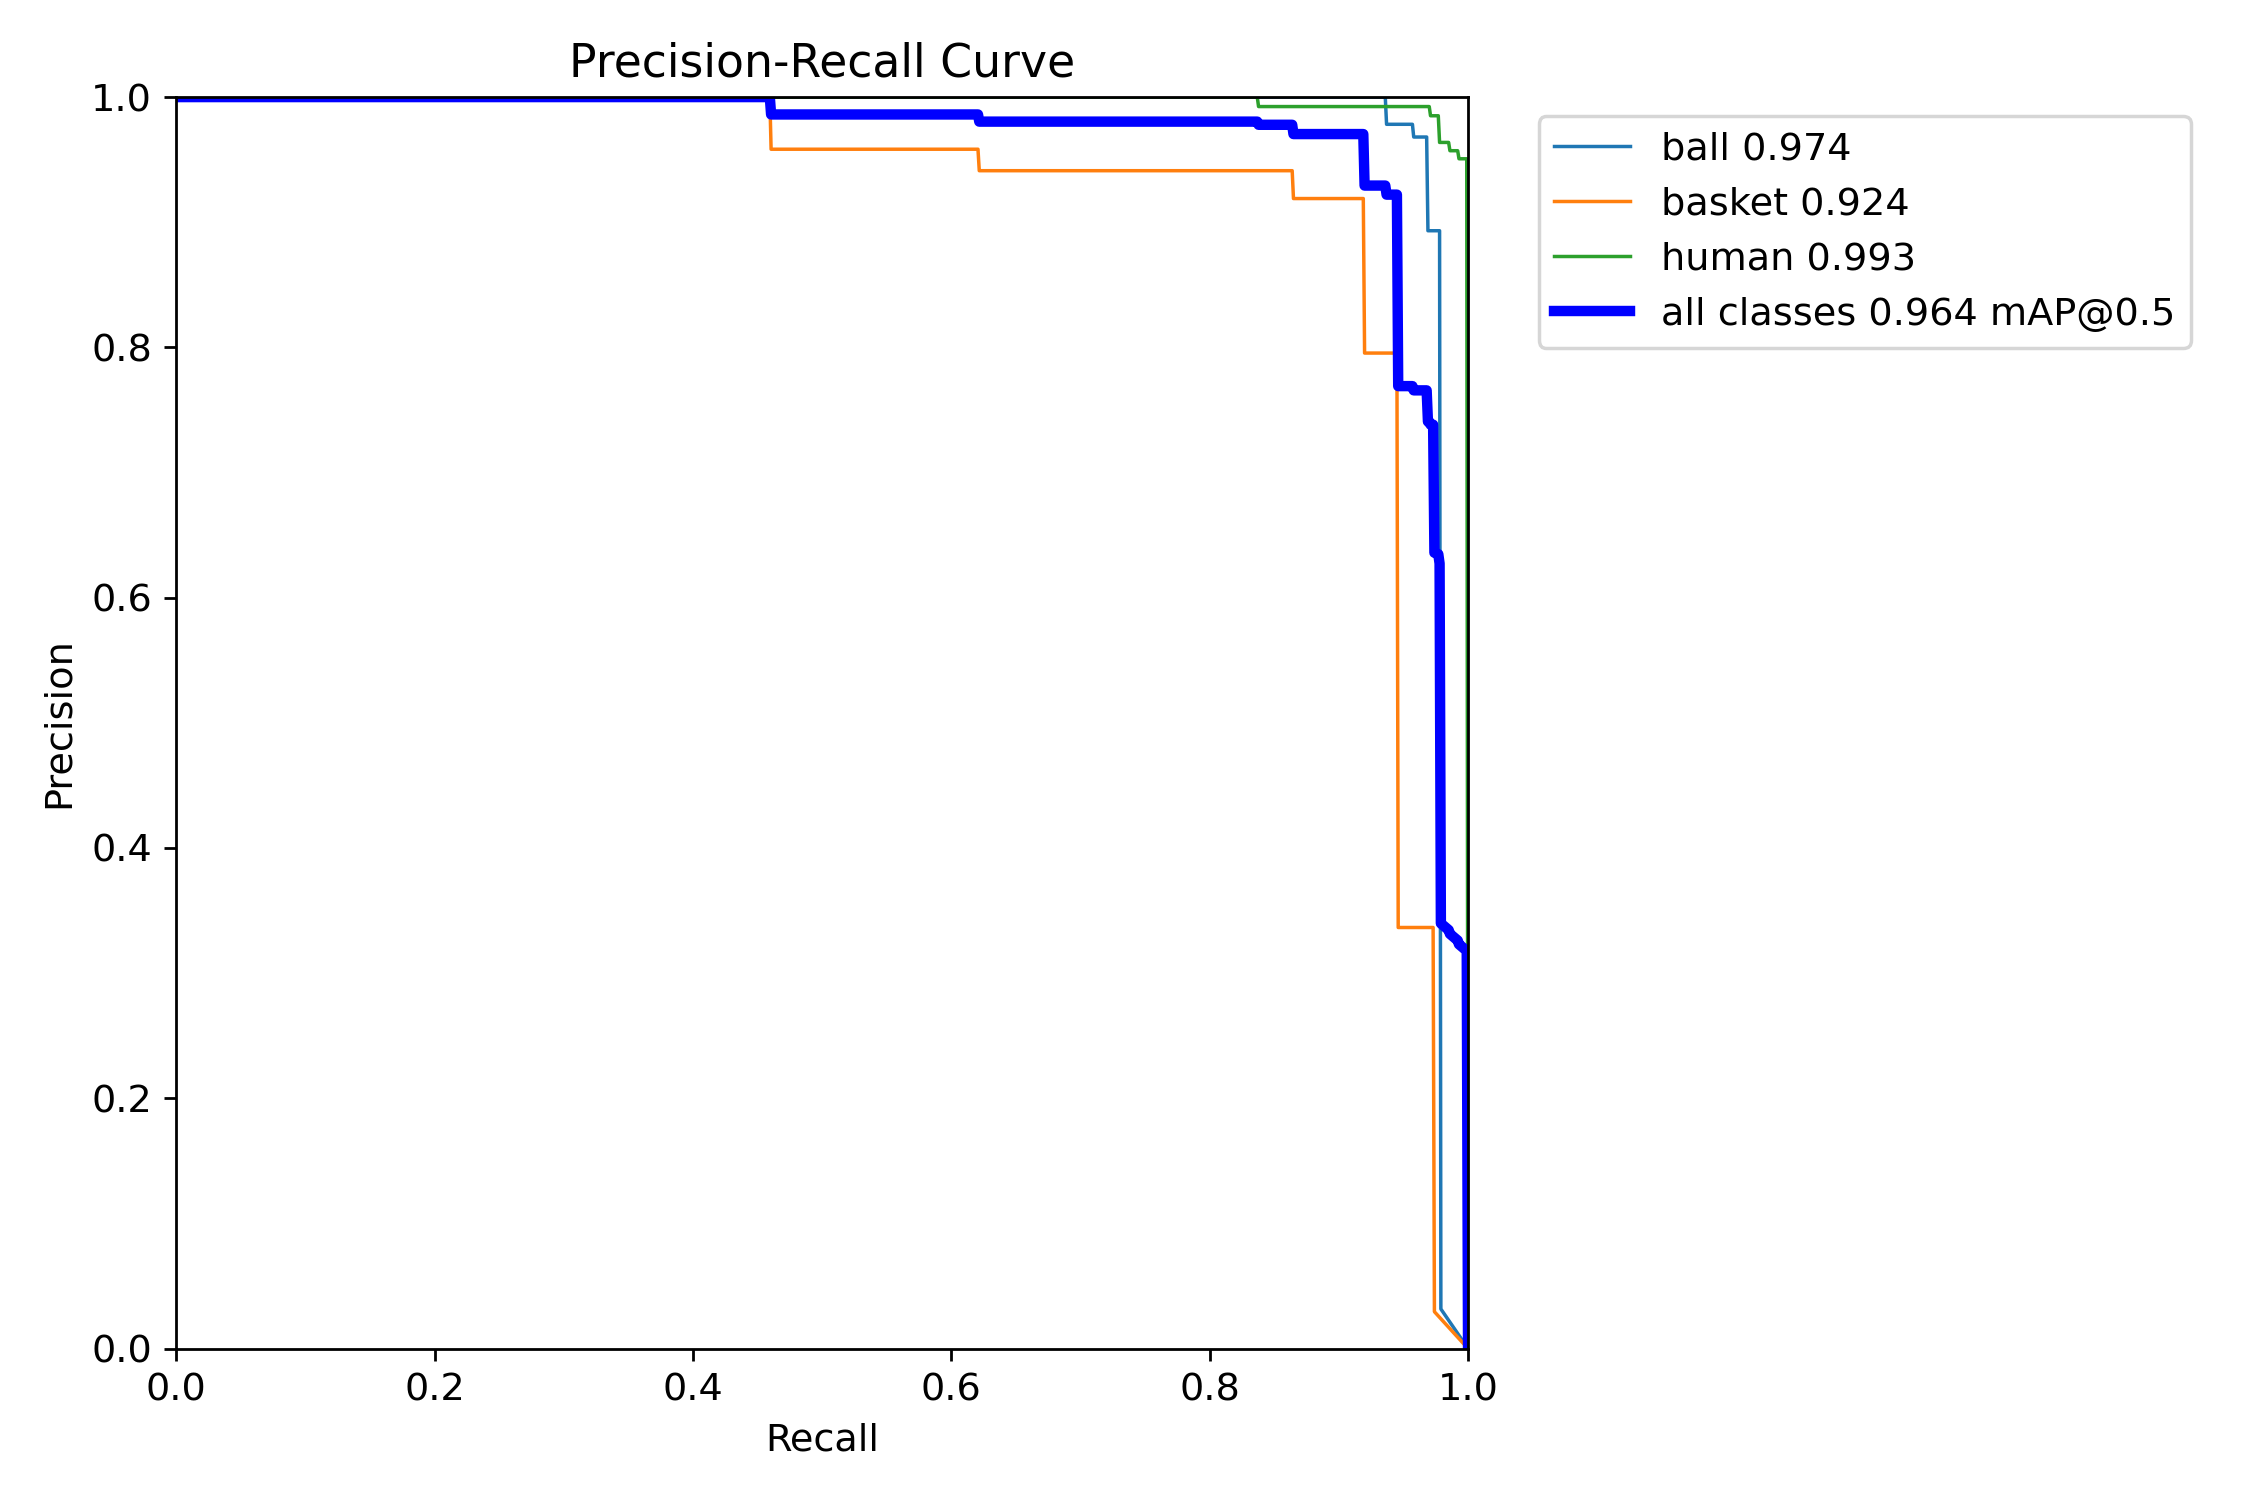 Precision-Recall Curve
1.0
0.8
0.6
0.4
0.2
0.0
Precision
0.0 0.2 0.4 0.6 0.8 1.0
Recall
ball 0.974
basket 0.924
human 0.993
all classes 0.964 mAP@0.5